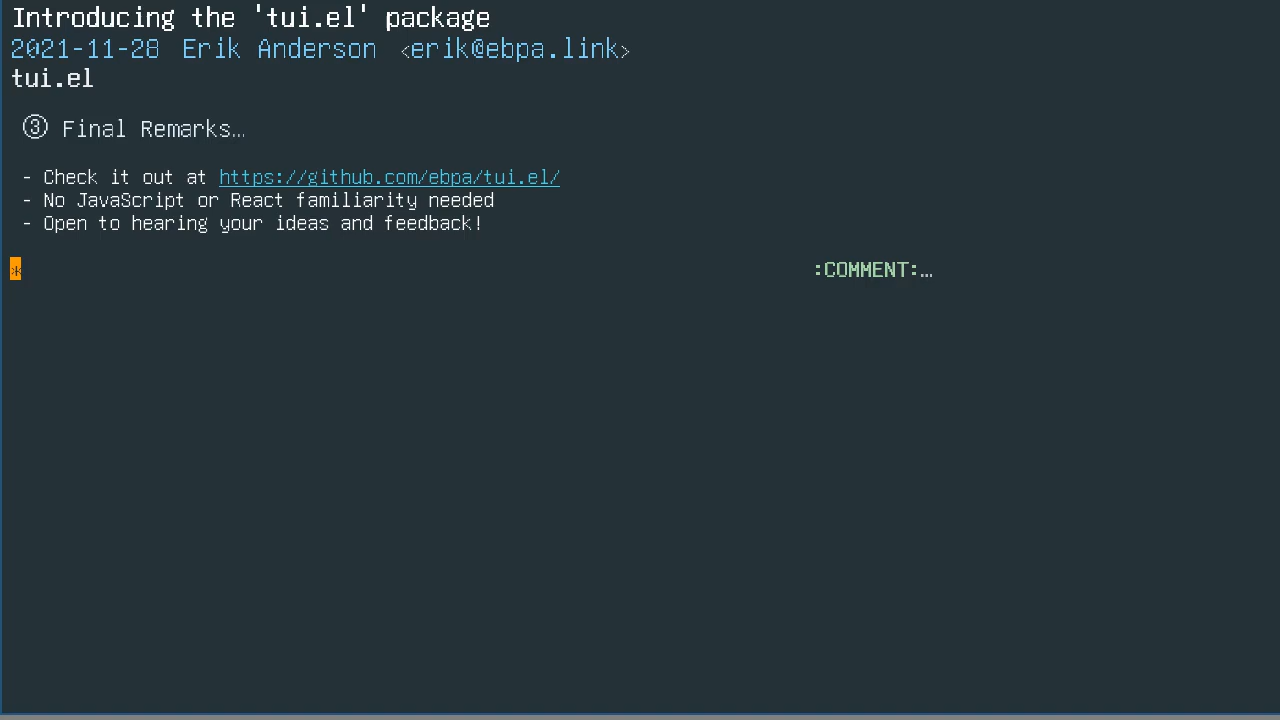 Introducing the 'tui.el' package
2021-11-28 Erik Anderson <erik@ebpa.link>
tui.el
③ Final Remarks…
- Check it out at https://github.com/ebpa/tui.el/
- No JavaScript or React familiarity needed
- Open to hearing your ideas and feedback!
* :COMMENT:…